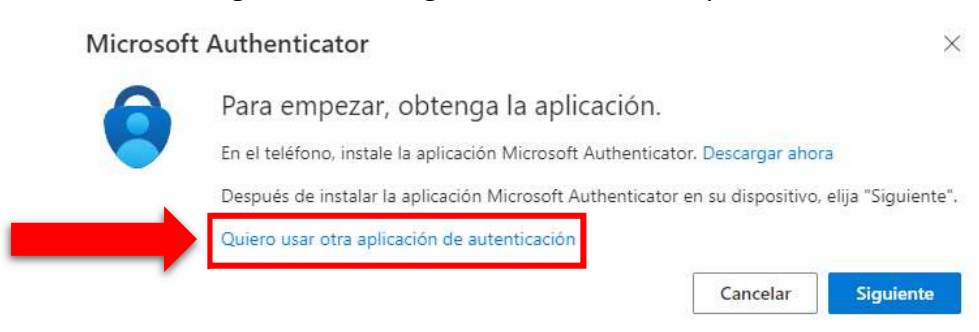 Microsoft Authenticator
Para empezar, obtenga la aplicación.
En el teléfono, instale la aplicación Microsoft Authenticator. Descargar ahora
Después de instalar la aplicación Microsoft Authenticator en su dispositivo, elija "Siguiente".
Quiero usar otra aplicación de autenticación
Cancelar Siguiente